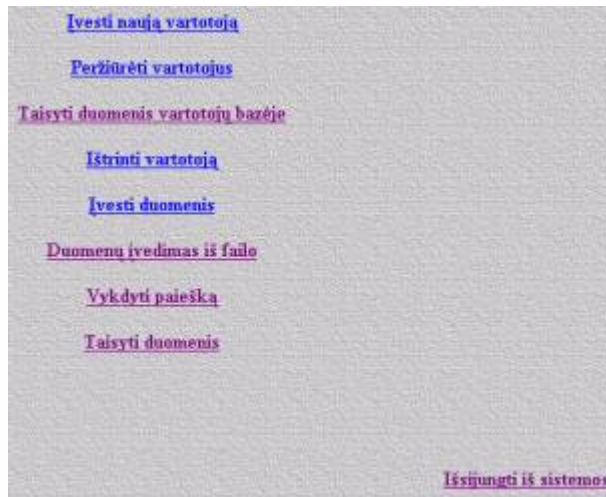 Įvesti naują vartotoją
Peržiūrėti vartotojus
Taisyti duomenis vartotojų bazėje
Ištrinti vartotoją
Įvesti duomenis
Duomenų įvedimas iš failo
Vykdyti paiešką
Taisyti duomenis
Išsijungti iš sistemos